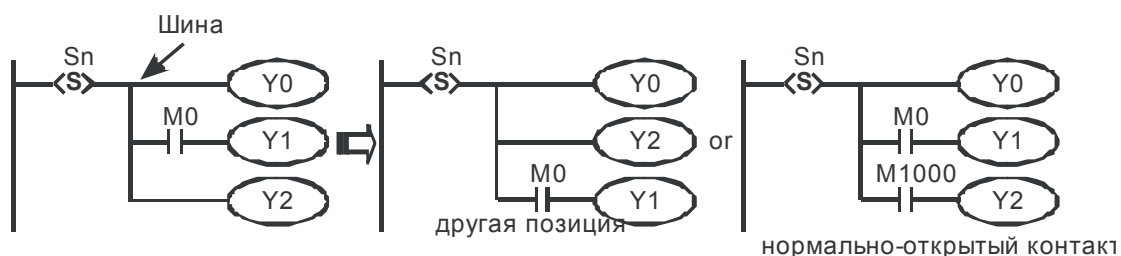 Шина
Sn
S
Y0
M0
Y1
Y2
Sn
S
Y0
Y2
M0
Y1
другая позиция
or
Sn
S
Y0
M0
Y1
M1000
Y2
нормально-открытый контакт